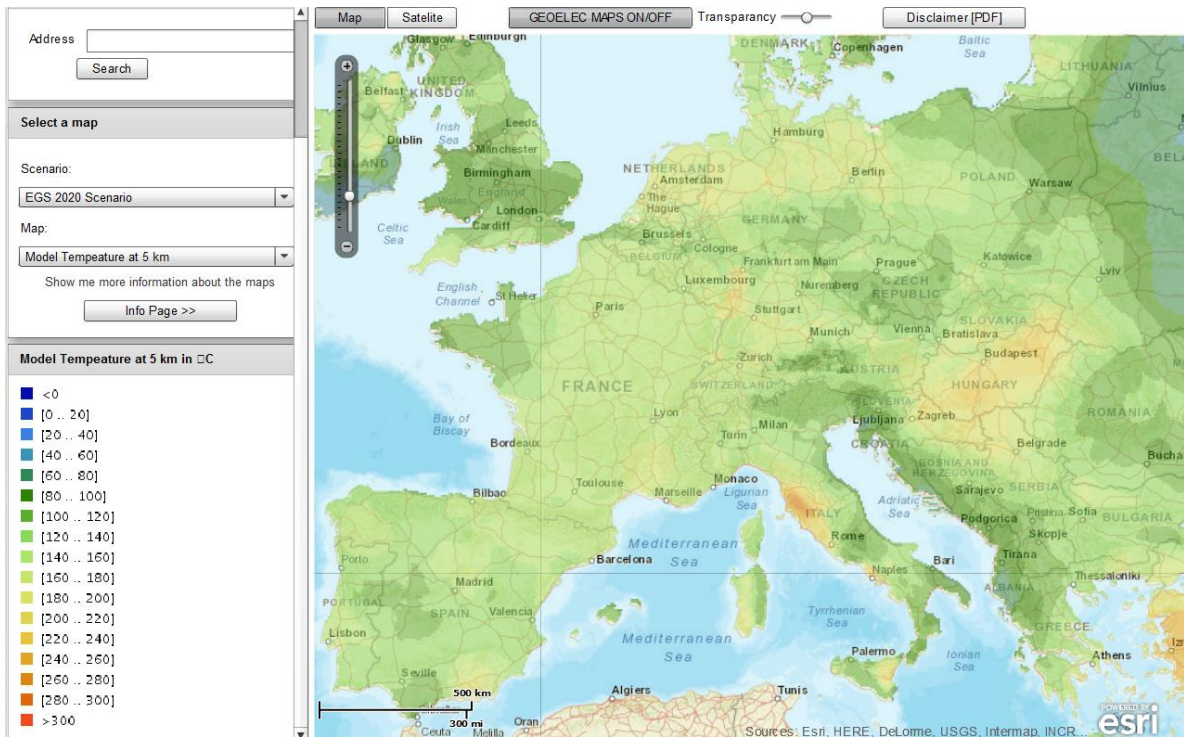 Address
Search
Select a map
Scenario:
EGS 2020 Scenario
Map:
Model Tempeature at 5 km
Show me more information about the maps
Info Page >>
Model Tempeature at 5 km in □C
<0
[0 .. 20]
[20 .. 40]
[40 .. 60]
[60 .. 80]
[80 .. 100]
[100 .. 120]
[120 .. 140]
[140 .. 160]
[160 .. 180]
[180 .. 200]
[200 .. 220]
[220 .. 240]
[240 .. 260]
[260 .. 280]
[280 .. 300]
>300
Map
Satelite
GEOELEC MAPS ON/OFF
Transparancy
Disclaimer [PDF]
Glasgow
Edinburgh
DENMARK
Copenhagen
Baltic
Sea
LITHUANIA
Vilnius
UNITED
KINGDOM
Belfast
Irish
Sea
Leeds
Dublin
Manchester
Hamburg
Birmingham
England
Wales
London
Cardiff
NETHERLANDS
Amsterdam
The
Hague
Berlin
POLAND
Warsaw
Celtic
Sea
Brussels
BELGIUM
Cologne
GERMANY
Frankfurt am Main
Prague
CZECH
REPUBLIC
Katowice
Lviv
English
Channel
St Helier
Luxembourg
Nuremberg
Paris
Stuttgart
SLOVAKIA
Munich
Vienna
Bratislava
Zurich
Budapest
FRANCE
SWITZERLAND
AUSTRIA
HUNGARY
Bay of
Biscay
Lyon
SLOVENIA
Ljubljana
Zagreb
ROMANIA
Bordeaux
Turin
Milan
CROATIA
Belgrade
BOSNIA AND
HERZEGOVINA
Toulouse
Monaco
Bilbao
Marseille
Ligurian
Sea
Sarajevo
SERBIA
Adriatic
Sea
ITALY
Podgorica
Pristina
Sofia
BULGARIA
Rome
Skopje
Porto
Barcelona
Mediterranean
Sea
Bari
Tirana
Madrid
Naples
ALBANIA
Thessaloniki
PORTUGAL
SPAIN
Valencia
Tyrrhenian
Sea
GREECE
Lisbon
Mediterranean
Sea
Palermo
Ionian
Sea
Athens
Seville
500 km
300 mi
Algiers
Tunis
Ceuta
Melilla
Oran
Sources: Esri, HERE, DeLorme, USGS, Intermap, INCR...
POWERED BY
esri